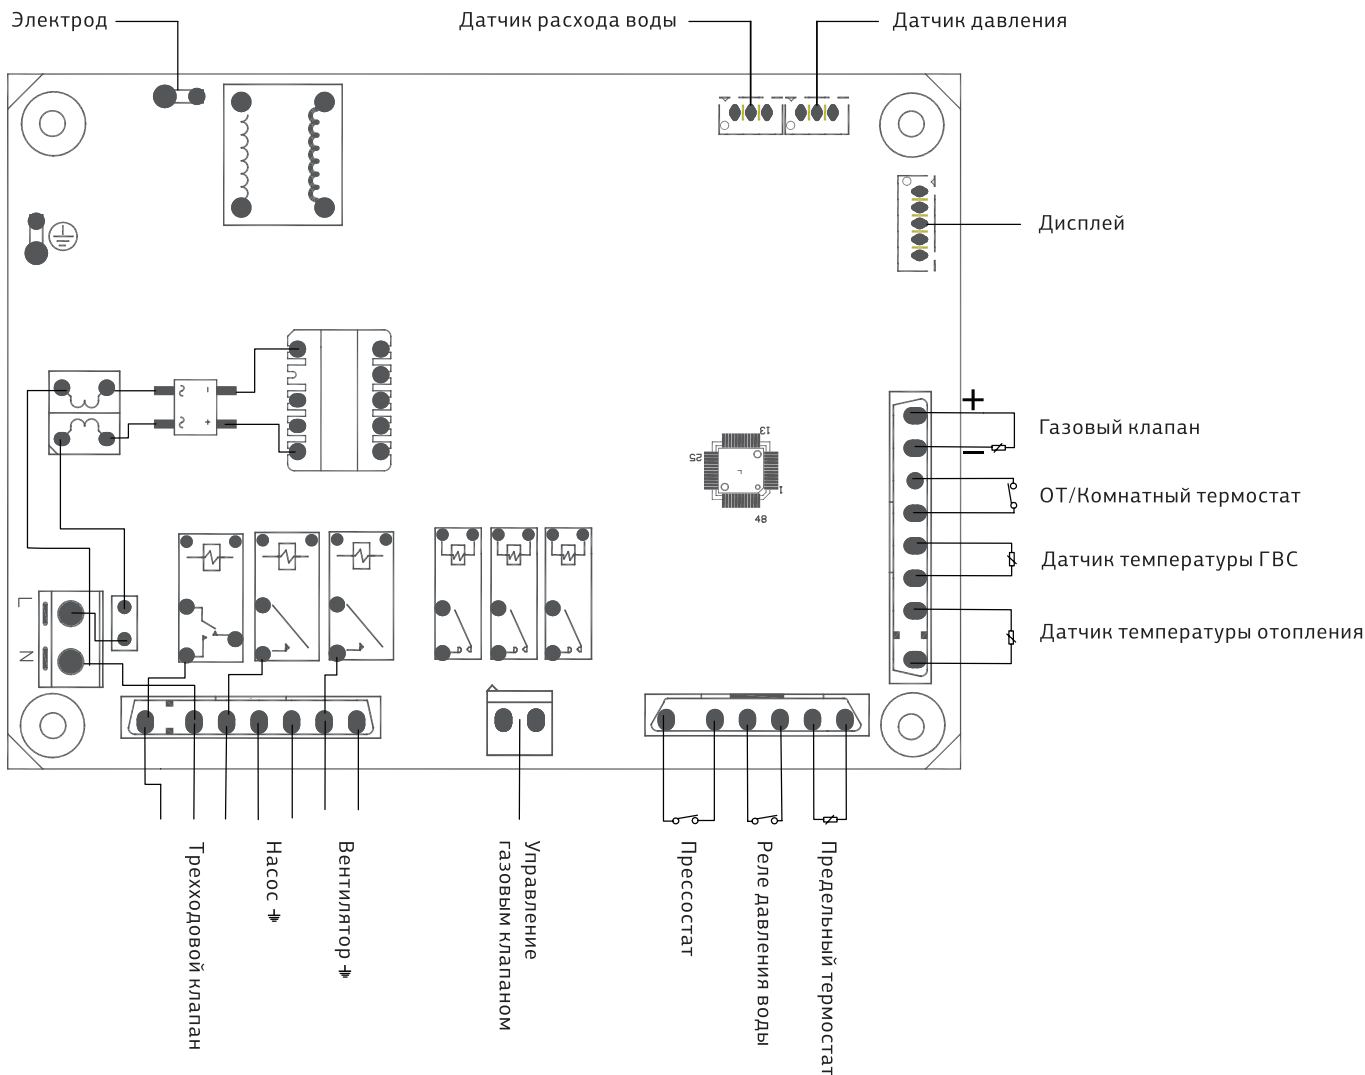 Электрод
Датчик расхода воды
Датчик давления
Дисплей
~ -
~ +
+
Газовый клапан
−
13
25
1
48
ОТ/Комнатный термостат
Датчик температуры ГВС
L
N
Датчик температуры отопления
Трехходовой клапан
Насос
Вентилятор
Управление
газовым клапаном
Прессостат
Реле давления воды
Предельный термостат